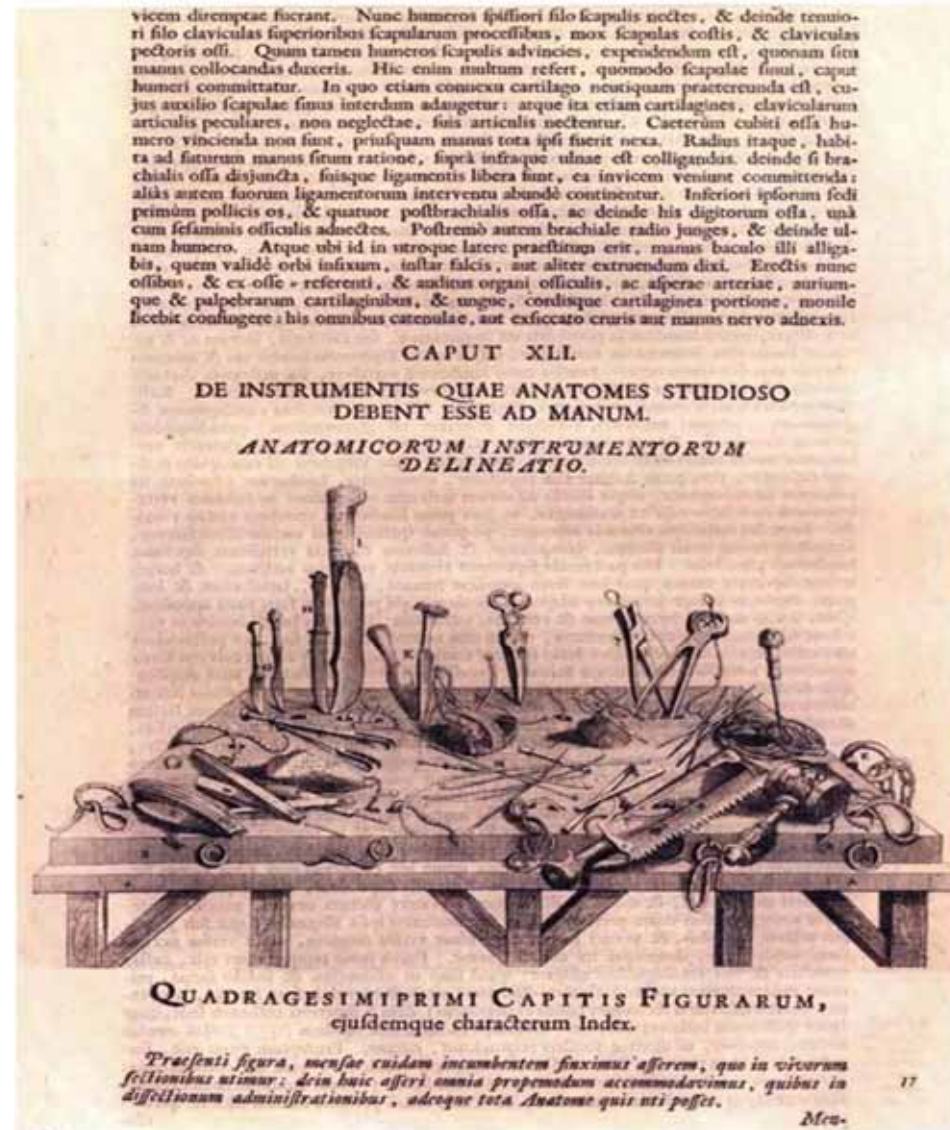 vicem diremptae fuerant. Nunc humeros spissiori filo scapulis nectes, & deinde tenuio-
ri filo claviculas superioribus scapularum processibus, mox scapulas costis, & claviculas
pectoris ossi. Quum tamen humeros scapulis advincies, expendendum est, quonam situ
manus collocandas duxeris. Hic enim multum refert, quomodo scapulae sinui, caput
humeri committatur. In quo etiam connexu cartilago neutiquam praetereunda est, cu-
jus auxilio scapulae sinus interdum adaugetur: atque ita etiam cartilagines, clavicularum
articulis peculiares, non neglectae, suis articulis nectentur. Caeterùm cubiti ossa hu-
mero vincienda non sunt, priusquam manus tota ipsi fuerit nexa. Radius itaque, habi-
ta ad futurum manus situm ratione, suprà infraque ulnae est colligandus. deinde si bra-
chialis ossa disjuncta, suisque ligamentis libera sunt, ea invicem veniunt committenda:
aliàs autem suorum ligamentorum interventu abundè continentur. Inferiori ipsorum sedi
primùm pollicis os, & quatuor postbrachialis ossa, ac deinde his digitorum ossa, unà
cum sesaminis ossiculis adnectes. Postremò autem brachiale radio junges, & deinde ul-
nam humero. Atque ubi id in utroque latere praestitum erit, manus baculo illi alliga-
bis, quem validè orbi infixum, instar falcis, aut aliter extruendum dixi. Erectis nunc
ossibus, & ex osse υ referenti, & auditus organi ossiculis, ac asperae arteriae, aurium-
que & palpebrarum cartilaginibus, & ungue, cordisque cartilaginea portione, monile
licebit confingere: his omnibus catenulae, aut exsiccato cruris aut manus nervo adnexis.
CAPUT XLI.
DE INSTRUMENTIS QUAE ANATOMES STUDIOSO
DEBENT ESSE AD MANUM.
ANATOMICORVM INSTRVMENTORVM
DELINEATIO.
QUADRAGESIMIPRIMI CAPITIS FIGURARUM,
ejusdemque characterum Index.
Praesenti figura, mensae cuidam incumbentem finximus asserem, quo in vivorum
sectionibus utimur: dein huic asseri omnia propemodum accommodavimus, quibus in
dissectionum administrationibus, adeoque tota Anatome quis uti posset.
17
Men-